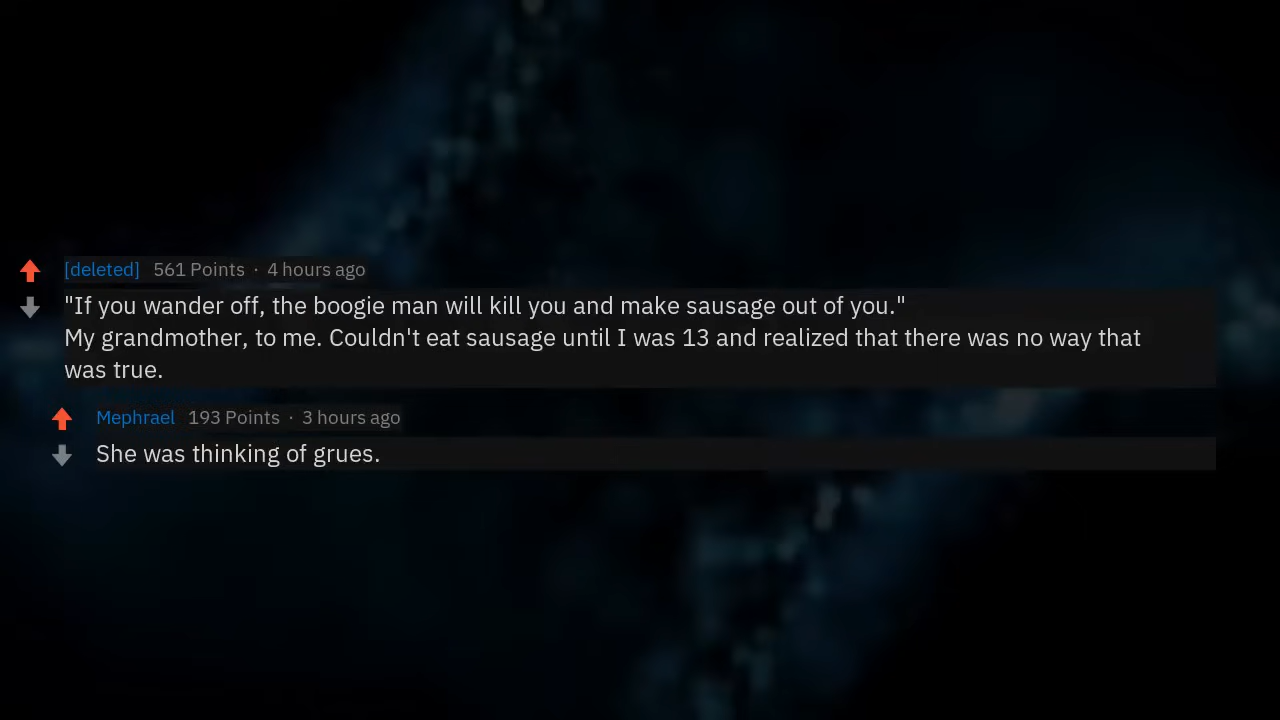 [deleted] 561 Points · 4 hours ago
"If you wander off, the boogie man will kill you and make sausage out of you."
My grandmother, to me. Couldn't eat sausage until I was 13 and realized that there was no way that
was true.
Mephrael 193 Points · 3 hours ago
She was thinking of grues.